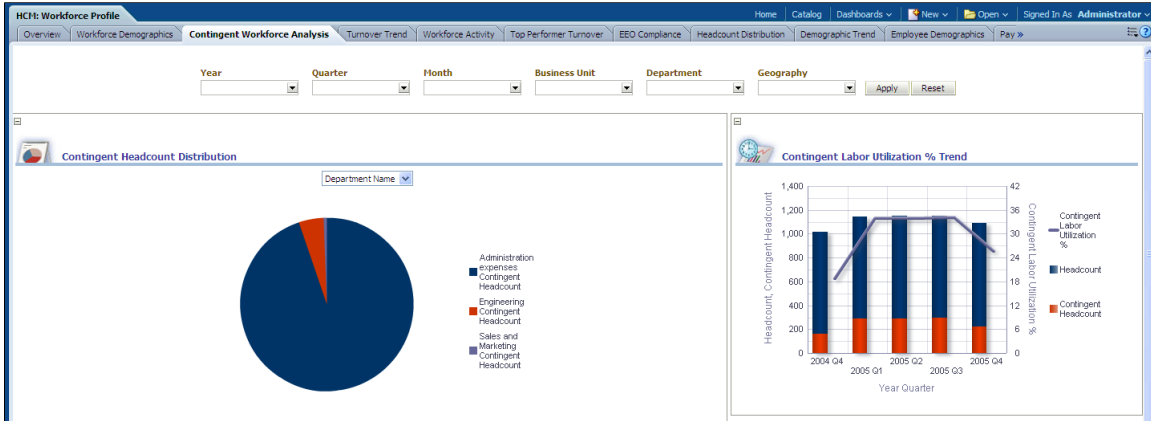 HCM: Workforce Profile
Home Catalog Dashboards New Open Signed In As Administrator
Overview Workforce Demographics Contingent Workforce Analysis Turnover Trend Workforce Activity Top Performer Turnover EEO Compliance Headcount Distribution Demographic Trend Employee Demographics Pay »
Year Quarter Month Business Unit Department Geography
Apply Reset
Contingent Headcount Distribution
Department Name
Administration
expenses
Contingent
Headcount
Engineering
Contingent
Headcount
Sales and
Marketing
Contingent
Headcount
Contingent Labor Utilization % Trend
Headcount, Contingent Headcount
1,400
1,200
1,000
800
600
400
200
0
2004 Q4
2005 Q1
2005 Q2
2005 Q3
2005 Q4
Year Quarter
42
36
30
24
18
12
6
0
Contingent Labor Utilization %
Contingent
Labor
Utilization
%
Headcount
Contingent
Headcount